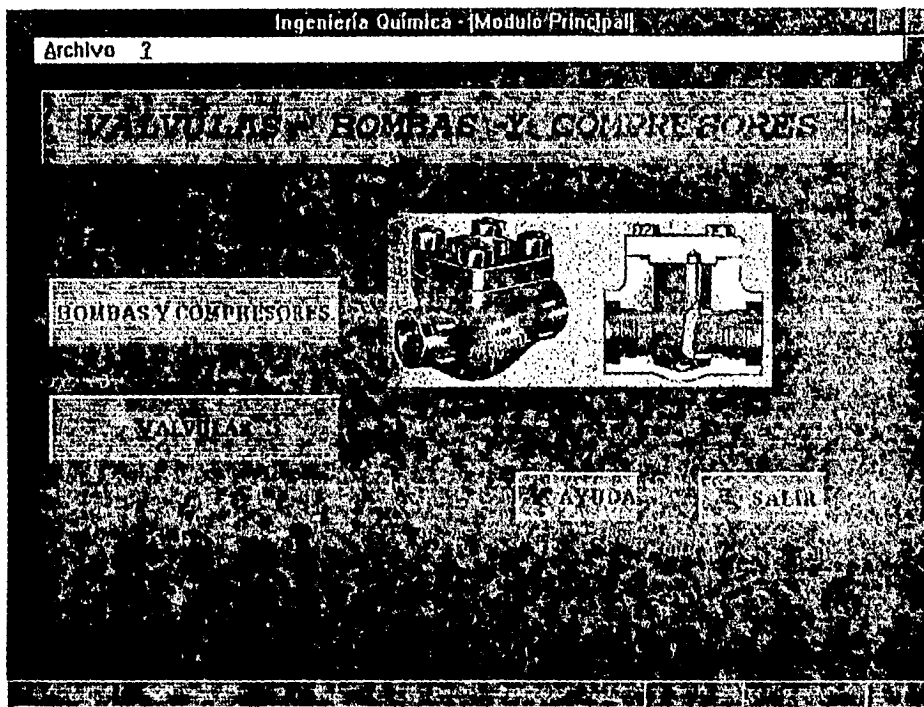 Ingeniería Química - [Modulo Principal]
Archivo ?
VALVULAS BOMBAS Y COMPRESORES
BOMBAS Y COMPRESORES
VALVULAS
AYUDA SALIR